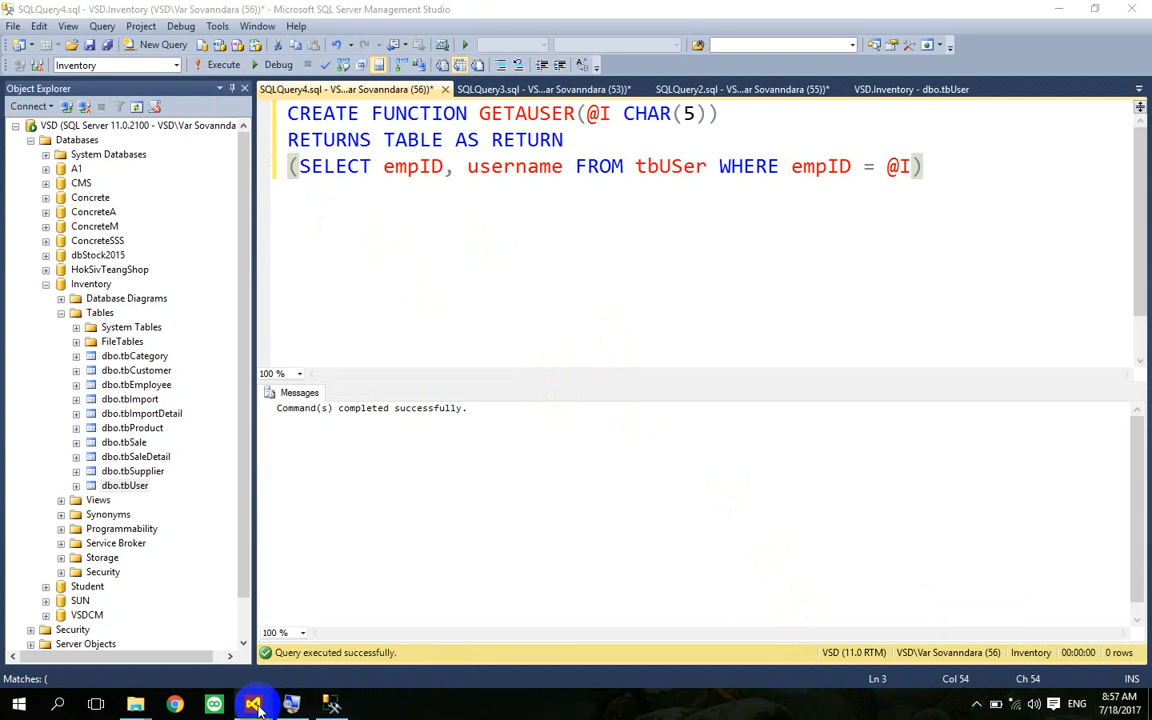 SQLQuery4.sql - VSD.Inventory (VSD\Var Sovanndara (56))* - Microsoft SQL Server Management Studio
File Edit View Query Project Debug Tools Window Help
New Query
Inventory Execute Debug
Object Explorer
SQLQuery4.sql - VS...ar Sovanndara (56))* SQLQuery3.sql - VS...ar Sovanndara (53))* SQLQuery2.sql - VS...ar Sovanndara (55))* VSD.Inventory - dbo.tbUser
Connect
VSD (SQL Server 11.0.2100 - VSD\Var Sovannda
Databases
System Databases
A1
CMS
Concrete
ConcreteA
ConcreteM
ConcreteSSS
dbStock2015
HokSivTeangShop
Inventory
Database Diagrams
Tables
System Tables
FileTables
dbo.tbCategory
dbo.tbCustomer
dbo.tbEmployee
dbo.tbImport
dbo.tbImportDetail
dbo.tbProduct
dbo.tbSale
dbo.tbSaleDetail
dbo.tbSupplier
dbo.tbUser
Views
Synonyms
Programmability
Service Broker
Storage
Security
Student
SUN
VSDCM
Security
Server Objects
CREATE FUNCTION GETAUSER(@I CHAR(5))
RETURNS TABLE AS RETURN
(SELECT empID, username FROM tbUSer WHERE empID = @I)
100 %
Messages
Command(s) completed successfully.
100 %
Query executed successfully. VSD (11.0 RTM) VSD\Var Sovanndara (56) Inventory 00:00:00 0 rows
Matches: ( Ln 3 Col 54 Ch 54 INS
ENG 8:57 AM
7/18/2017